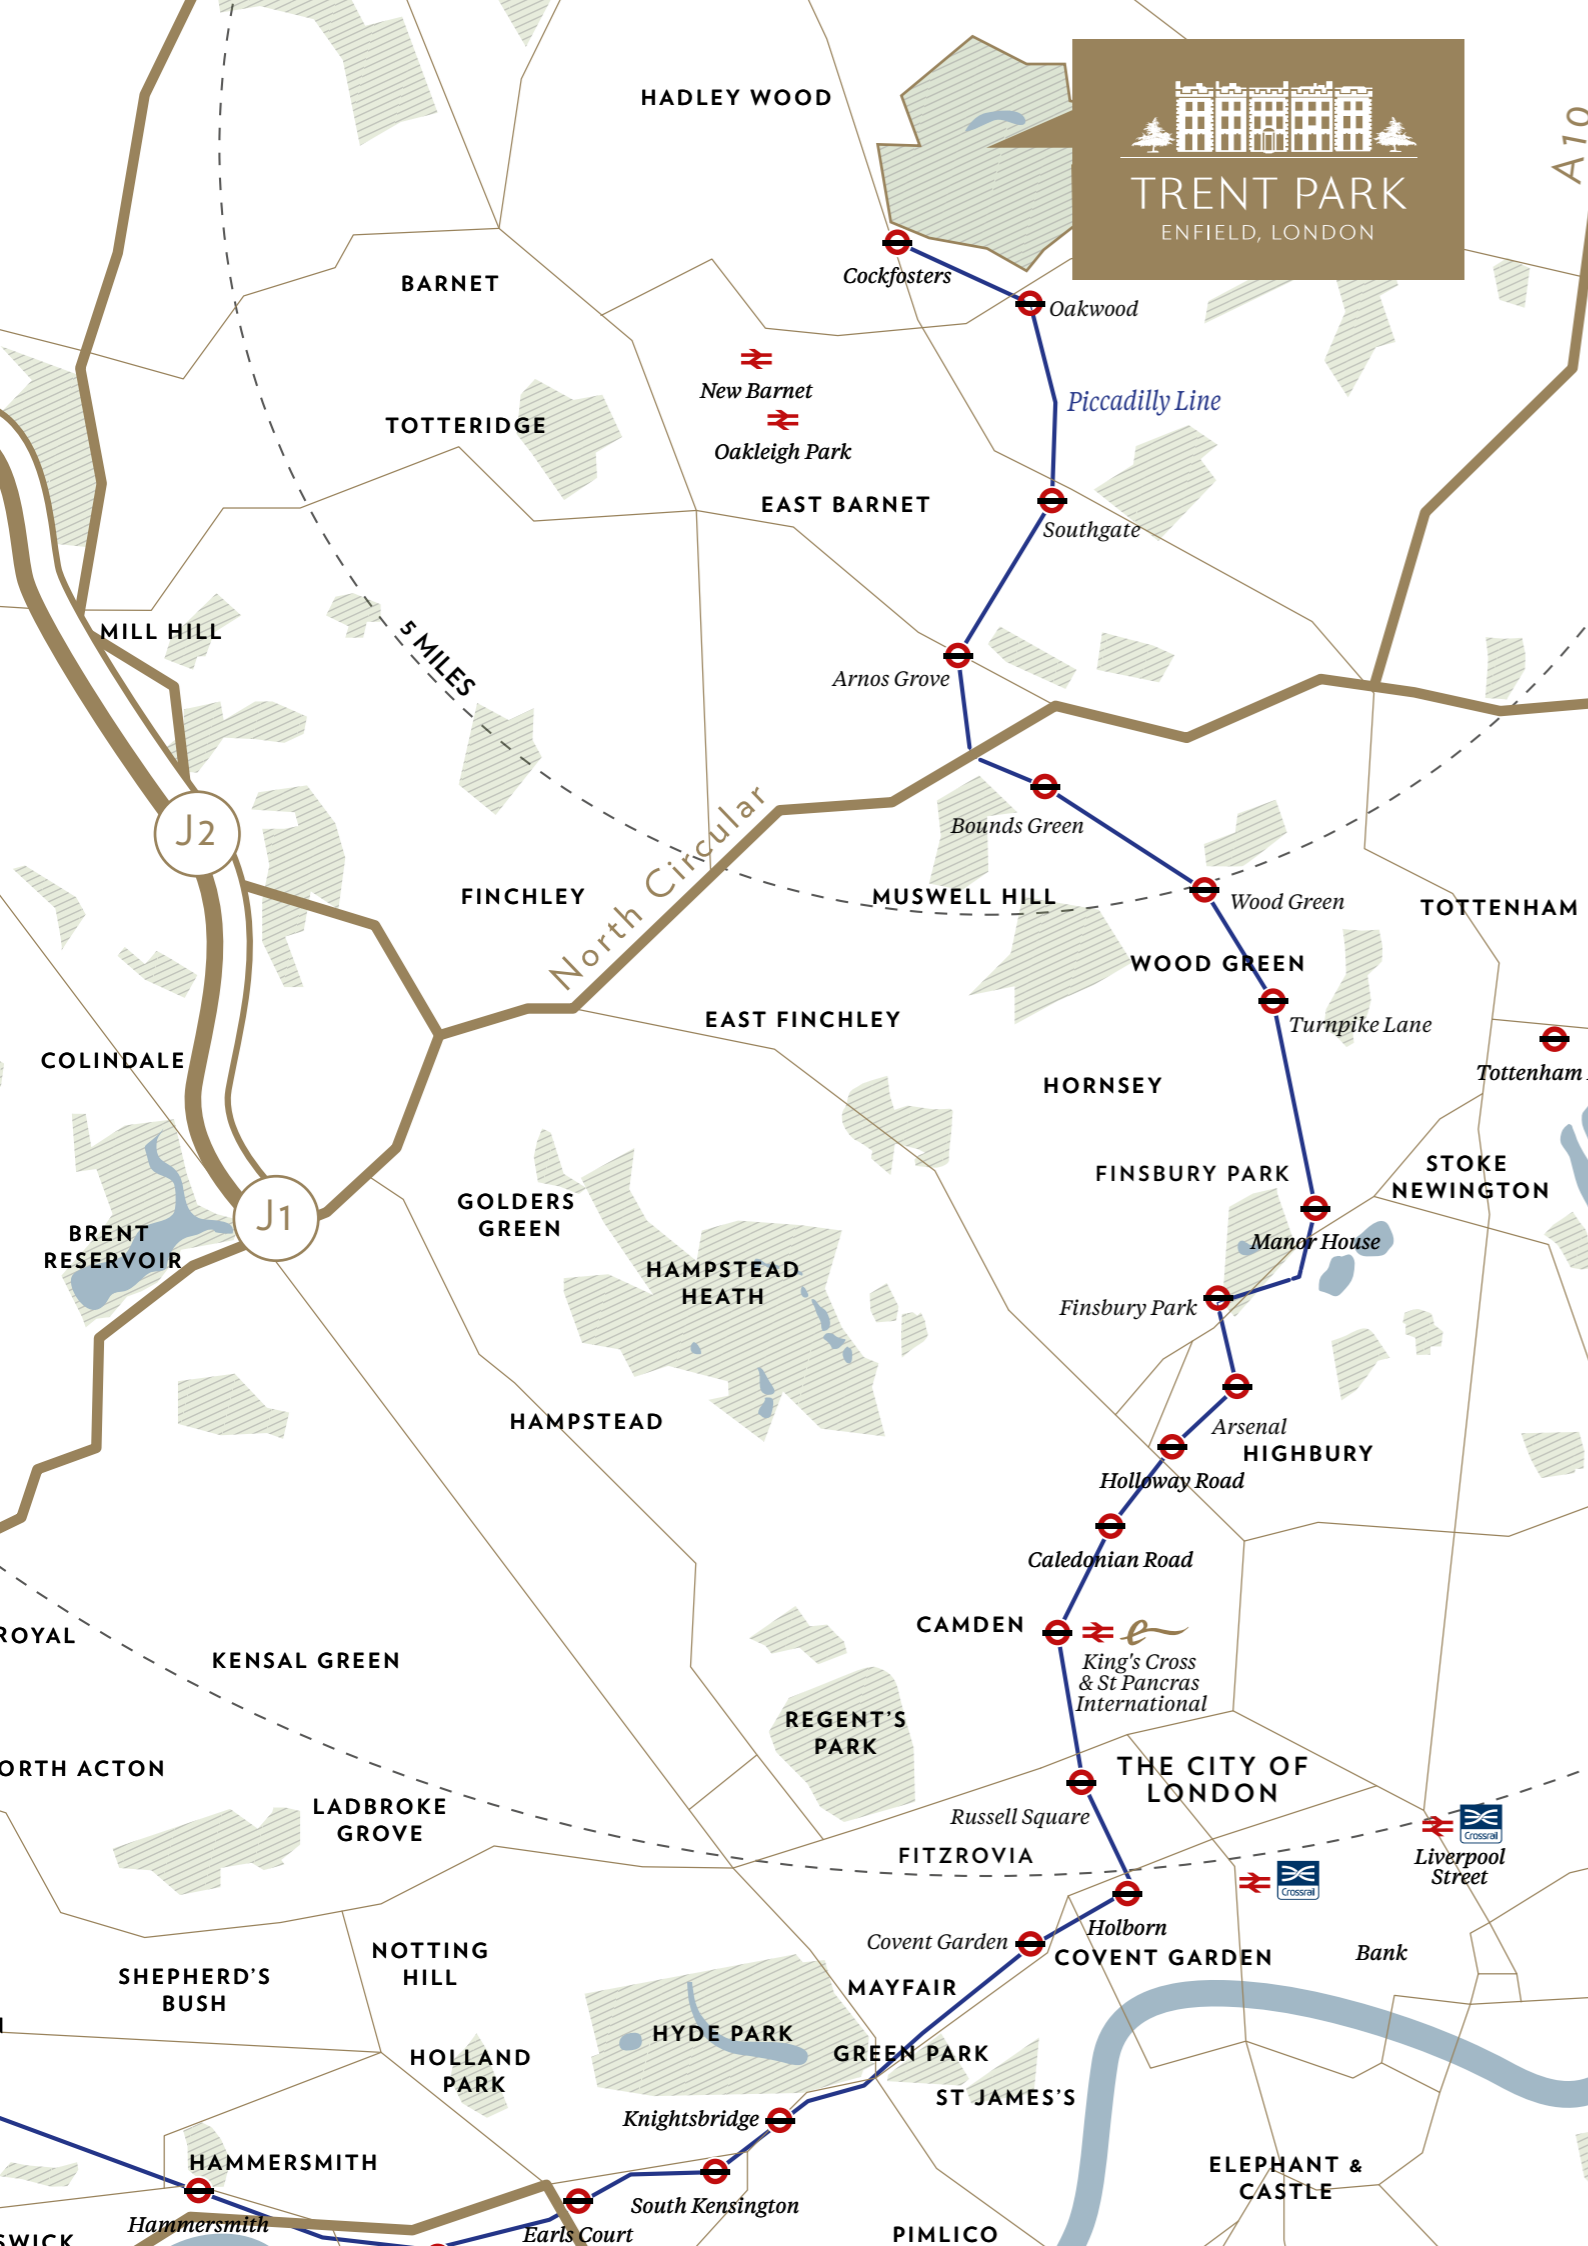 HADLEY WOOD
A10
TRENT PARK
ENFIELD, LONDON
Cockfosters
BARNET
Oakwood
New Barnet
Piccadilly Line
TOTTERIDGE
Oakleigh Park
EAST BARNET
Southgate
MILL HILL
5 MILES
Arnos Grove
J2
Bounds Green
North Circular
FINCHLEY
MUSWELL HILL
Wood Green
TOTTENHAM
WOOD GREEN
EAST FINCHLEY
Turnpike Lane
COLINDALE
Tottenham
HORNSEY
FINSBURY PARK
STOKE
NEWINGTON
GOLDERS
GREEN
J1
BRENT
RESERVOIR
Manor House
HAMPSTEAD
HEATH
Finsbury Park
HAMPSTEAD
Arsenal
HIGHBURY
Holloway Road
Caledonian Road
CAMDEN
e
King's Cross
& St Pancras
International
ROYAL
KENSAL GREEN
REGENT'S
PARK
ORTH ACTON
THE CITY OF
LONDON
LADBROKE
GROVE
Russell Square
Crossrail
Liverpool
Street
FITZROVIA
Crossrail
Holborn
Covent Garden
COVENT GARDEN
Bank
NOTTING
HILL
SHEPHERD'S
BUSH
MAYFAIR
HYDE PARK
GREEN PARK
HOLLAND
PARK
ST JAMES'S
Knightsbridge
HAMMERSMITH
ELEPHANT &
CASTLE
South Kensington
Hammersmith
Earls Court
PIMLICO
SWICK